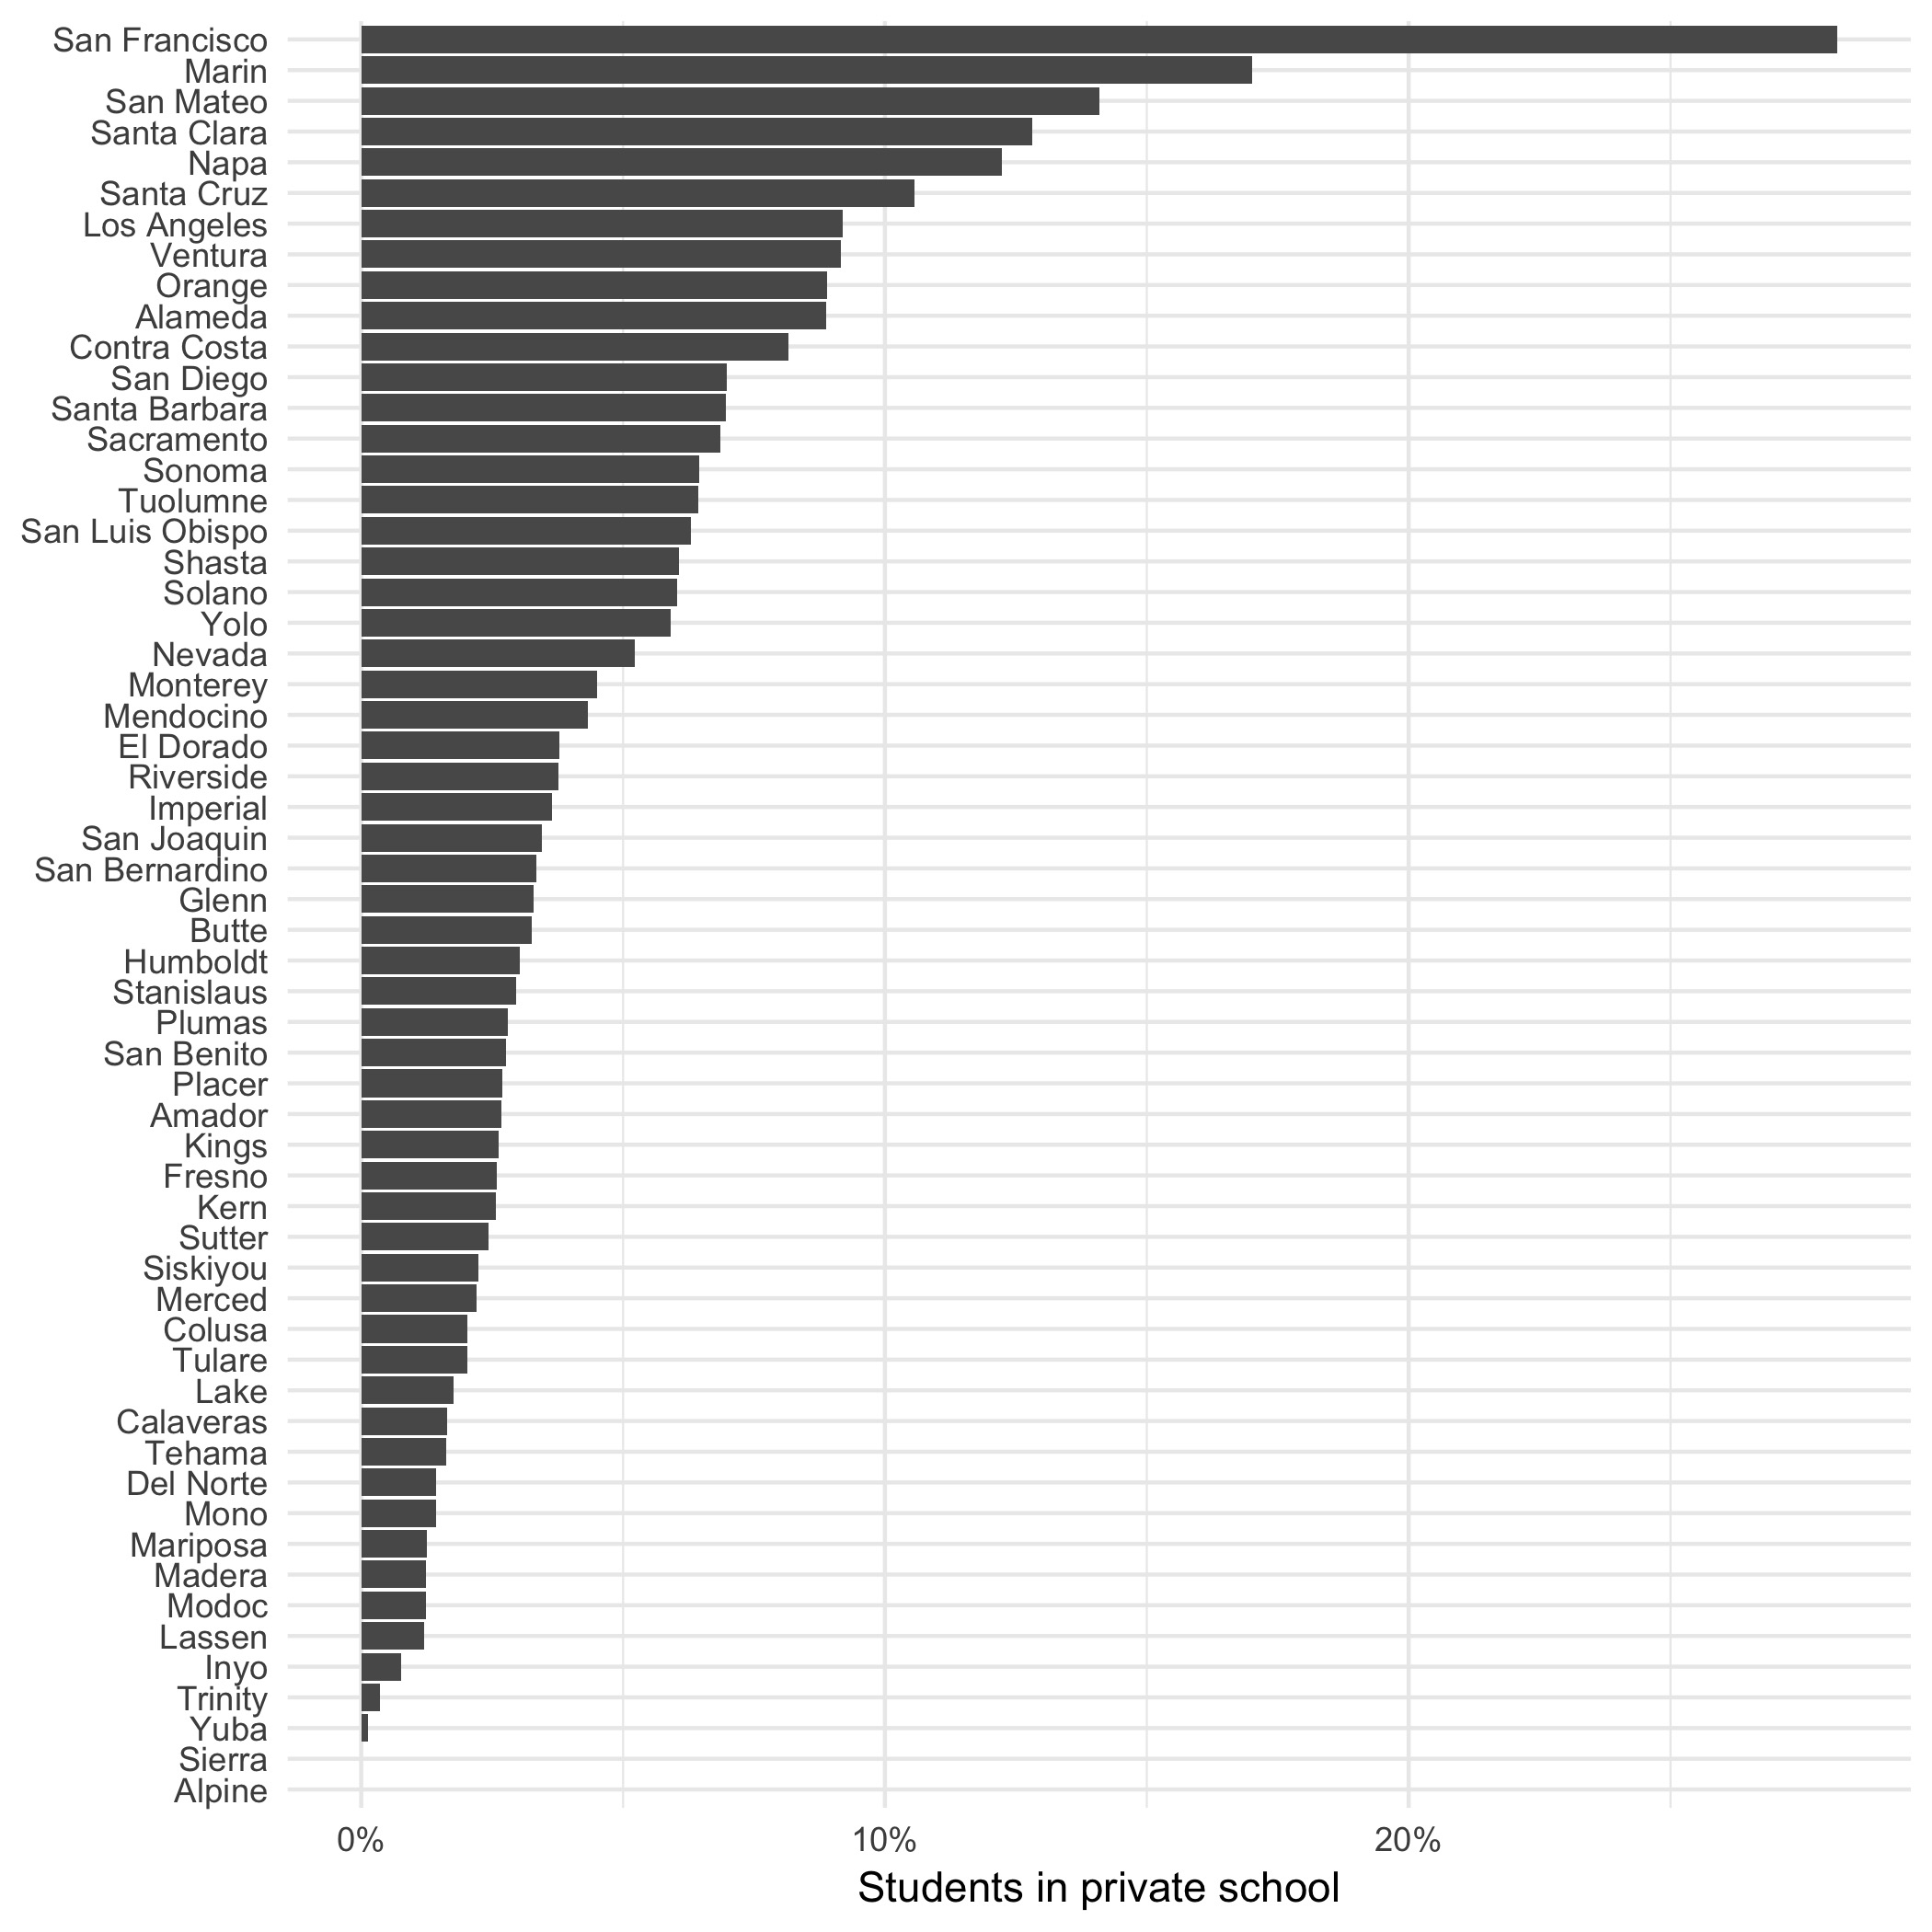 San Francisco
Marin
San Mateo
Santa Clara
Napa
Santa Cruz
Los Angeles
Ventura
Orange
Alameda
Contra Costa
San Diego
Santa Barbara
Sacramento
Sonoma
Tuolumne
San Luis Obispo
Shasta
Solano
Yolo
Nevada
Monterey
Mendocino
El Dorado
Riverside
Imperial
San Joaquin
San Bernardino
Glenn
Butte
Humboldt
Stanislaus
Plumas
San Benito
Placer
Amador
Kings
Fresno
Kern
Sutter
Siskiyou
Merced
Colusa
Tulare
Lake
Calaveras
Tehama
Del Norte
Mono
Mariposa
Madera
Modoc
Lassen
Inyo
Trinity
Yuba
Sierra
Alpine
0% 10% 20%
Students in private school